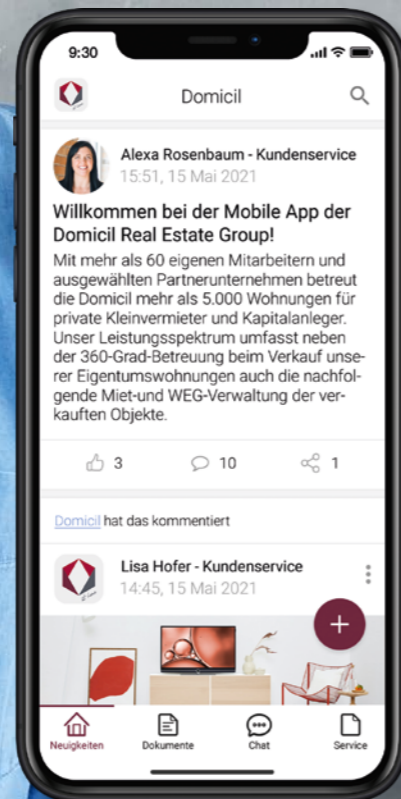 9:30
Domicil
Alexa Rosenbaum - Kundenservice
15:51, 15 Mai 2021
Willkommen bei der Mobile App der
Domicil Real Estate Group!
Mit mehr als 60 eigenen Mitarbeitern und
ausgewählten Partnerunternehmen betreut
die Domicil mehr als 5.000 Wohnungen für
private Kleinvermieter und Kapitalanleger.
Unser Leistungsspektrum umfasst neben
der 360-Grad-Betreuung beim Verkauf unse-
rer Eigentumswohnungen auch die nachfol-
gende Miet-und WEG-Verwaltung der ver-
kauften Objekte.
3 10 1
Domicil hat das kommentiert
Lisa Hofer - Kundenservice
14:45, 15 Mai 2021
+
Neuigkeiten Dokumente Chat Service